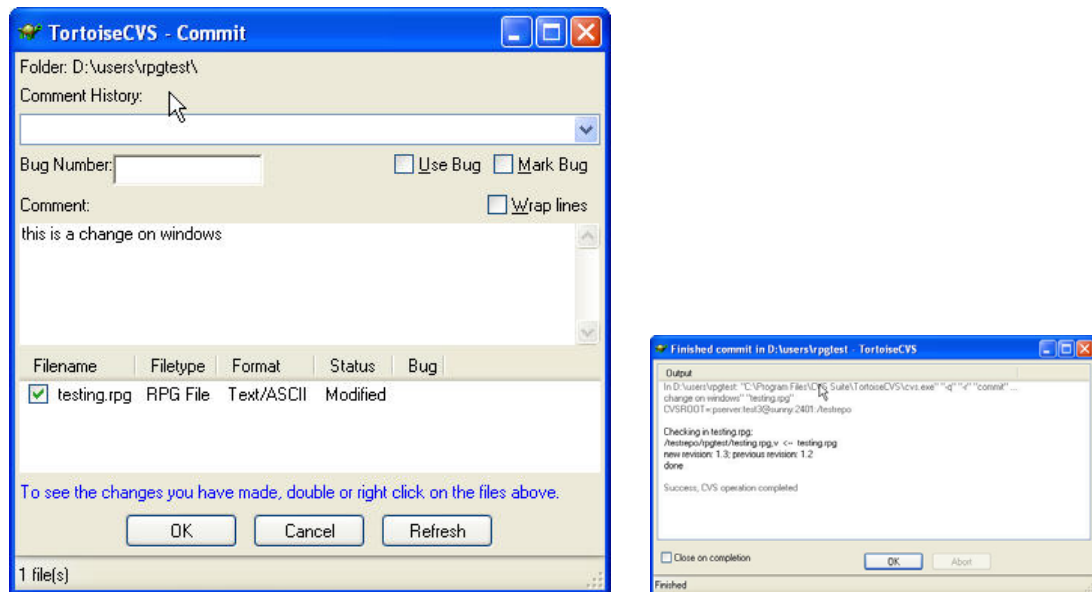 TortoiseCVS - Commit
Folder: D:\users\rpgtest\
Comment History:
Bug Number:
Use Bug
Mark Bug
Comment:
Wrap lines
this is a change on windows
Filename Filetype Format Status Bug
testing.rpg RPG File Text/ASCII Modified
To see the changes you have made, double or right click on the files above.
OK Cancel Refresh
1 file(s)
Finished commit in D:\users\rpgtest - TortoiseCVS
Output
In D:\users\rpgtest: "C:\Program Files\CVS Suite\TortoiseCVS\cvs.exe" "-q" "commit" ...
change on windows" "testing.rpg"
CVSROOT=:pserver:test3@sunny:2401:/testrepo
Checking in testing.rpg;
/testrepo/rpgtest/testing.rpg,v <-- testing.rpg
new revision: 1.3; previous revision: 1.2
done
Success, CVS operation completed
Close on completion
OK Abort
Finished